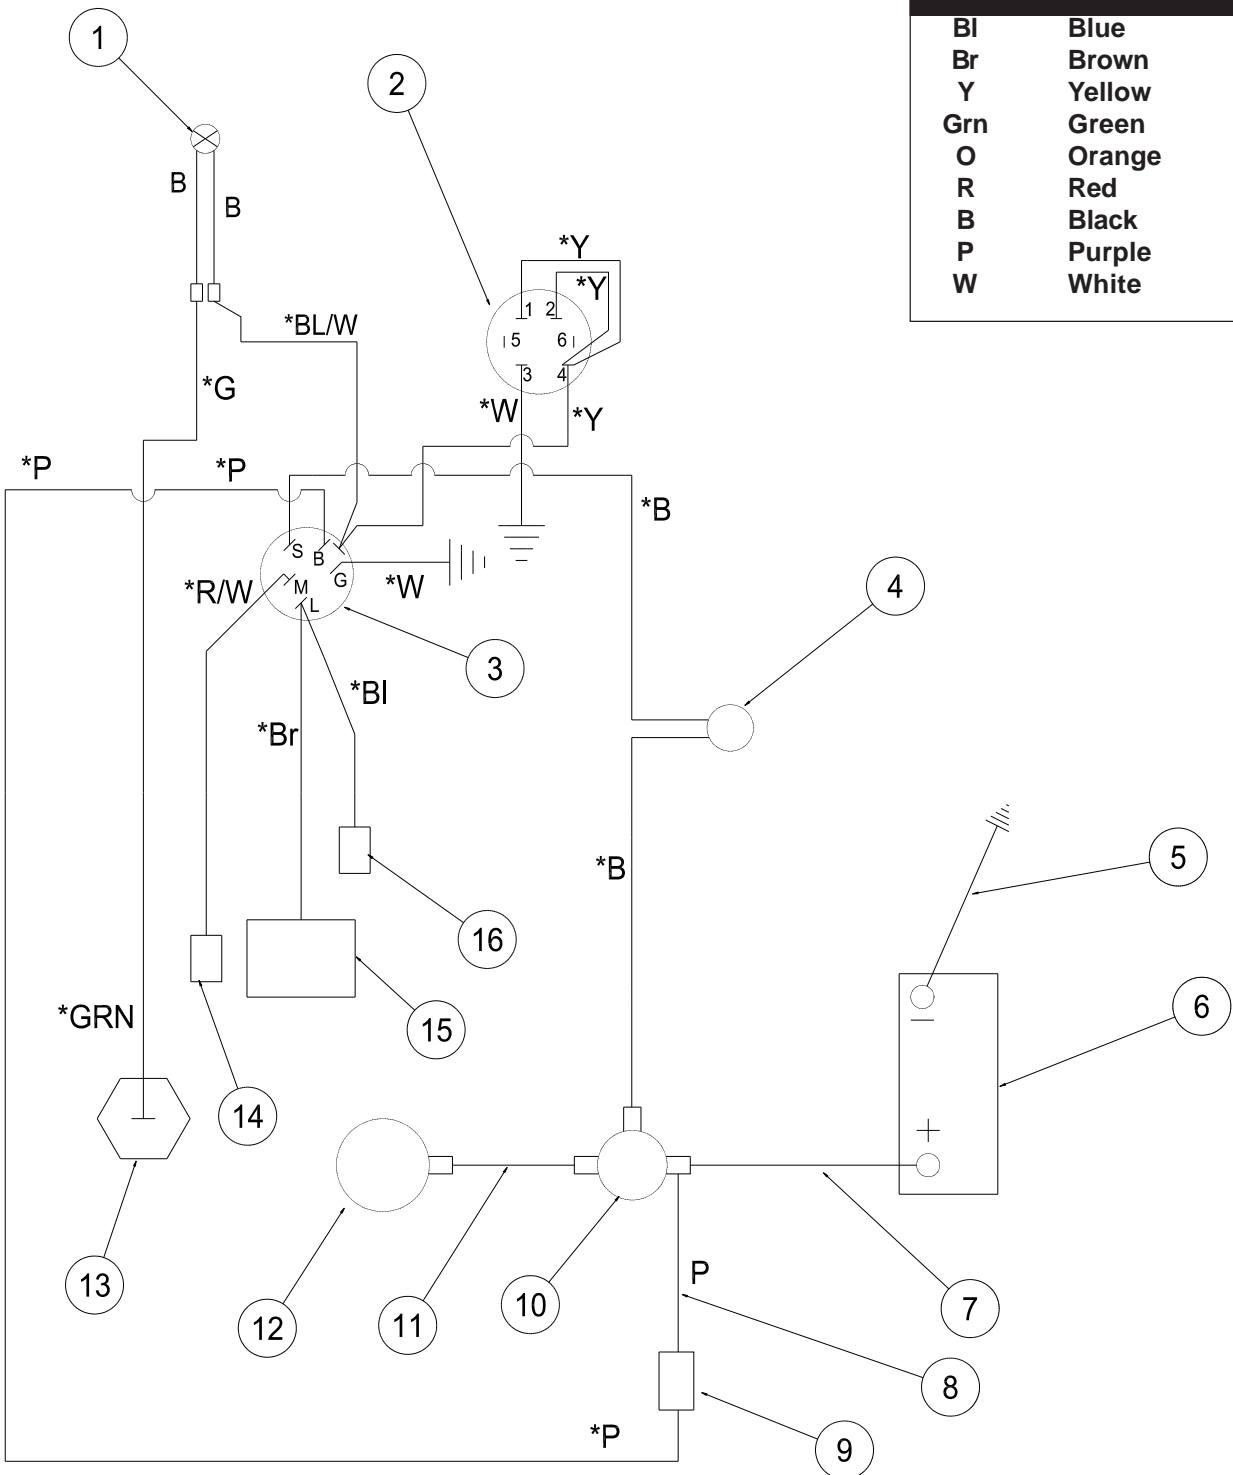 1
Bl Blue
Br Brown
Y Yellow
Grn Green
O Orange
R Red
B Black
P Purple
W White
2
B
B
*Y
*Y
1 2
5 6
3 4
*BL/W
*G
*W
*Y
*P
*P
*B
S
B
G
M
L
*R/W
*W
4
3
*Bl
*Br
*B
5
16
6
*GRN
15
14
13
12
11
10
P
7
8
*P
9